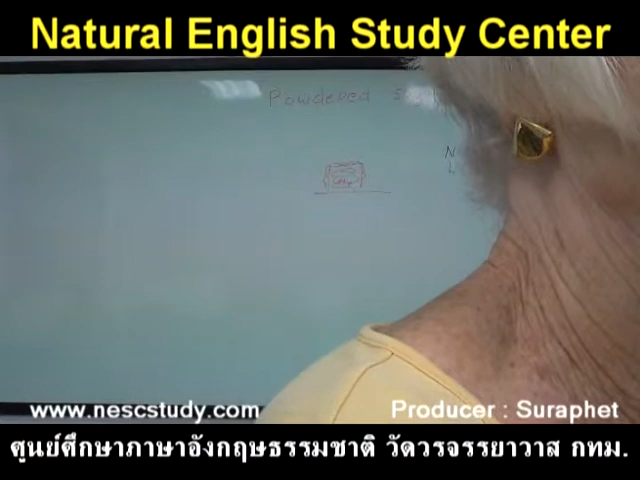 Natural English Study Center
Powdered
www.nescstudy.com
Producer : Suraphet
ศูนย์ศึกษาภาษาอังกฤษธรรมชาติ วัดวรจรรยาวาส กทม.